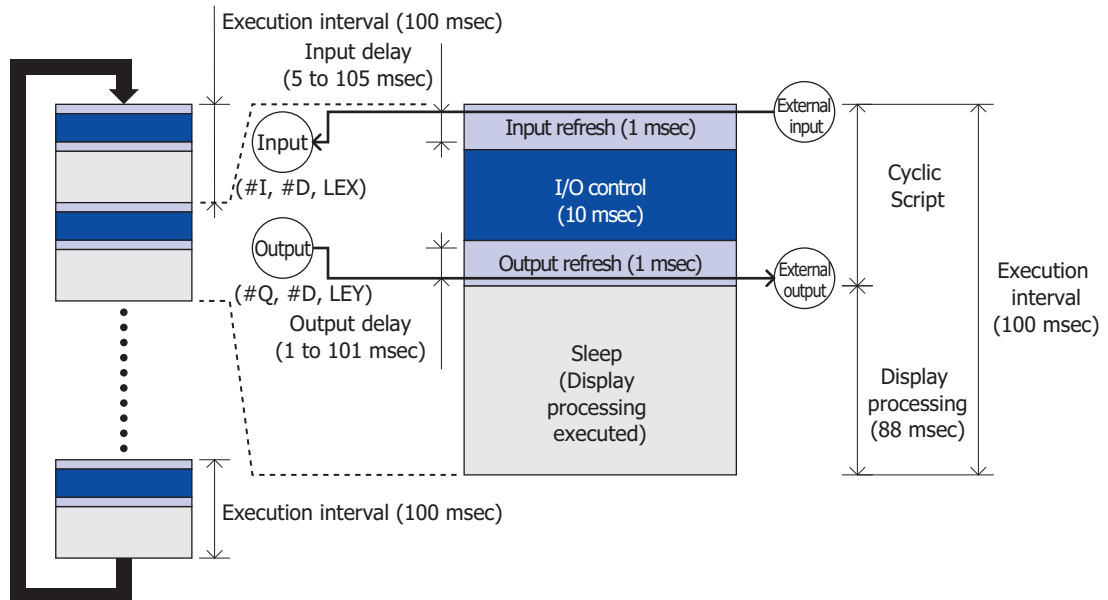 Execution interval (100 msec)
Input delay
(5 to 105 msec)
Input
(#I, #D, LEX)
Output
(#Q, #D, LEY)
Output delay
(1 to 101 msec)
Execution interval (100 msec)
Input refresh (1 msec)
I/O control
(10 msec)
Output refresh (1 msec)
Sleep
(Display
processing
executed)
External
input
External
output
Cyclic
Script
Display
processing
(88 msec)
Execution
interval
(100 msec)